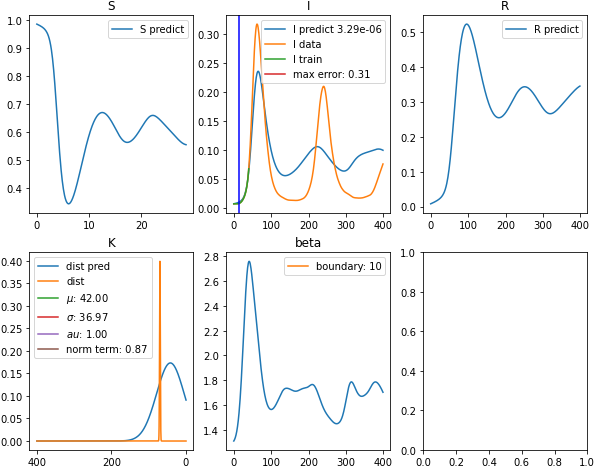 S
I
R
S predict
I predict 3.29e-06
I data
I train
max error: 0.31
R predict
1.0
0.9
0.8
0.7
0.6
0.5
0.4
0 10 20
0.30
0.25
0.20
0.15
0.10
0.05
0.00
0 100 200 300 400
0.5
0.4
0.3
0.2
0.1
0.0
0 100 200 300 400
K
beta
dist pred
dist
μ: 42.00
σ: 36.97
au: 1.00
norm term: 0.87
boundary: 10
0.40
0.35
0.30
0.25
0.20
0.15
0.10
0.05
0.00
400 200 0
2.8
2.6
2.4
2.2
2.0
1.8
1.6
1.4
0 100 200 300 400
1.0
0.8
0.6
0.4
0.2
0.0
0.0 0.2 0.4 0.6 0.8 1.0